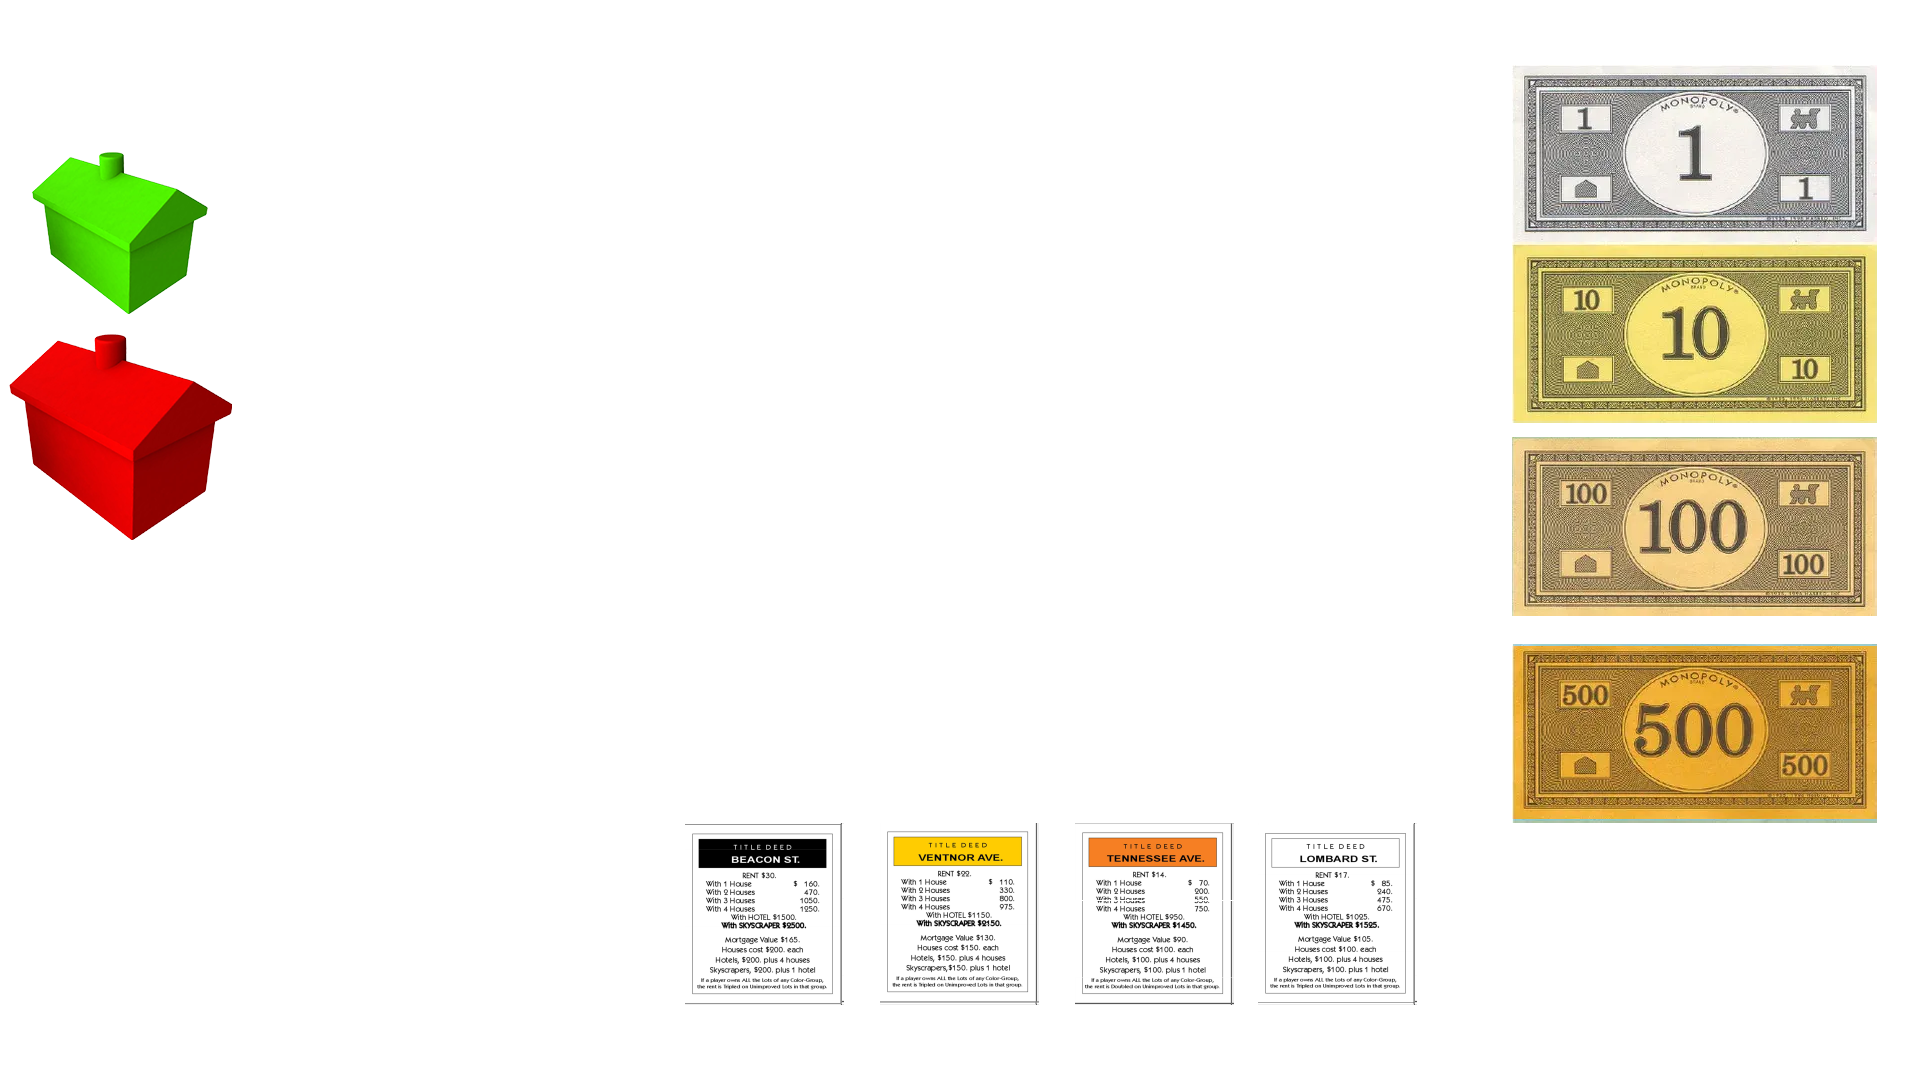 MONOPOLY®
BRAND
1
1
1
MONOPOLY®
BRAND
10
10
10
MONOPOLY®
BRAND
100
100
100
MONOPOLY®
BRAND
500
500
500
TITLE DEED
BEACON ST.
RENT $30.
With 1 House $ 160.
With 2 Houses 470.
With 3 Houses 1050.
With 4 Houses 1250.
With HOTEL $1500.
With SKYSCRAPER $2500.
Mortgage Value $165.
Houses cost $200. each
Hotels, $200. plus 4 houses
Skyscrapers, $200. plus 1 hotel
If a player owns ALL the Lots of any Color-Group,
the rent is Tripled on Unimproved Lots in that group.
TITLE DEED
VENTNOR AVE.
RENT $22.
With 1 House $ 110.
With 2 Houses 330.
With 3 Houses 800.
With 4 Houses 975.
With HOTEL $1150.
With SKYSCRAPER $2150.
Mortgage Value $130.
Houses cost $150. each
Hotels, $150. plus 4 houses
Skyscrapers,$150. plus 1 hotel
If a player owns ALL the Lots of any Color-Group,
the rent is Tripled on Unimproved Lots in that group.
TITLE DEED
TENNESSEE AVE.
RENT $14.
With 1 House $ 70.
With 2 Houses 200.
With 3 Houses 550.
With 4 Houses 750.
With HOTEL $950.
With SKYSCRAPER $1450.
Mortgage Value $90.
Houses cost $100. each
Hotels, $100. plus 4 houses
Skyscrapers, $100. plus 1 hotel
If a player owns ALL the Lots of any Color-Group,
the rent is Doubled on Unimproved Lots in that group.
TITLE DEED
LOMBARD ST.
RENT $17.
With 1 House $ 85.
With 2 Houses 240.
With 3 Houses 475.
With 4 Houses 670.
With HOTEL $1025.
With SKYSCRAPER $1525.
Mortgage Value $105.
Houses cost $100. each
Hotels, $100. plus 4 houses
Skyscrapers, $100. plus 1 hotel
If a player owns ALL the Lots of any Color-Group,
the rent is Tripled on Unimproved Lots in that group.